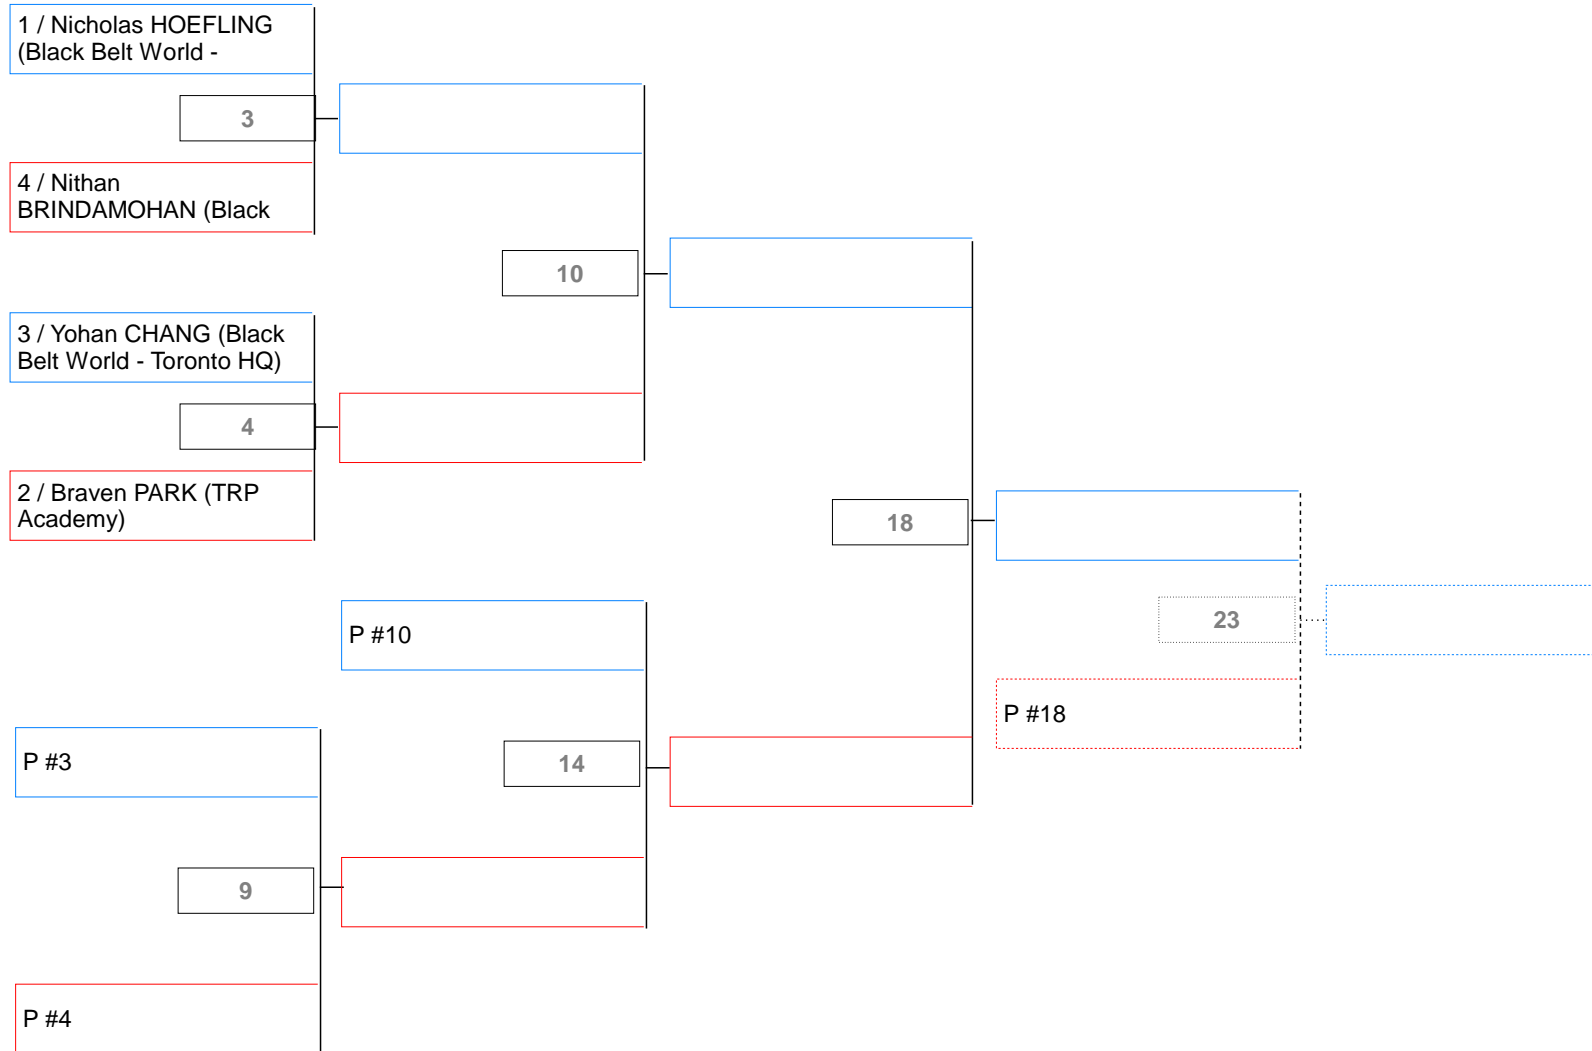 1 / Nicholas HOEFLING
(Black Belt World -
3
4 / Nithan
BRINDAMOHAN (Black
10
3 / Yohan CHANG (Black
Belt World - Toronto HQ)
4
2 / Braven PARK (TRP
Academy)
18
23
P #10
P #18
P #3
14
9
P #4